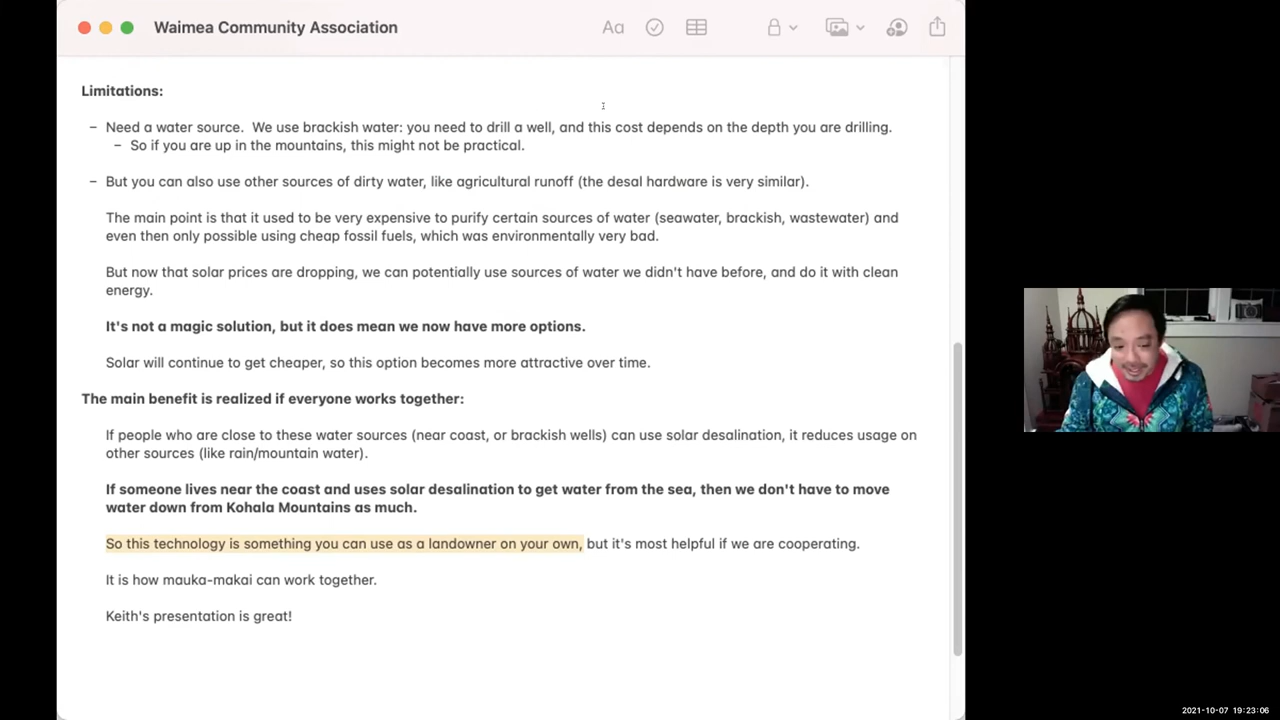 Waimea Community Association
Aa
Limitations:
– Need a water source.  We use brackish water: you need to drill a well, and this cost depends on the depth you are drilling.
– So if you are up in the mountains, this might not be practical.
– But you can also use other sources of dirty water, like agricultural runoff (the desal hardware is very similar).
The main point is that it used to be very expensive to purify certain sources of water (seawater, brackish, wastewater) and
even then only possible using cheap fossil fuels, which was environmentally very bad.
But now that solar prices are dropping, we can potentially use sources of water we didn't have before, and do it with clean
energy.
It's not a magic solution, but it does mean we now have more options.
Solar will continue to get cheaper, so this option becomes more attractive over time.
The main benefit is realized if everyone works together:
If people who are close to these water sources (near coast, or brackish wells) can use solar desalination, it reduces usage on
other sources (like rain/mountain water).
If someone lives near the coast and uses solar desalination to get water from the sea, then we don't have to move
water down from Kohala Mountains as much.
So this technology is something you can use as a landowner on your own, but it's most helpful if we are cooperating.
It is how mauka-makai can work together.
Keith's presentation is great!
2021-10-07 19:23:06